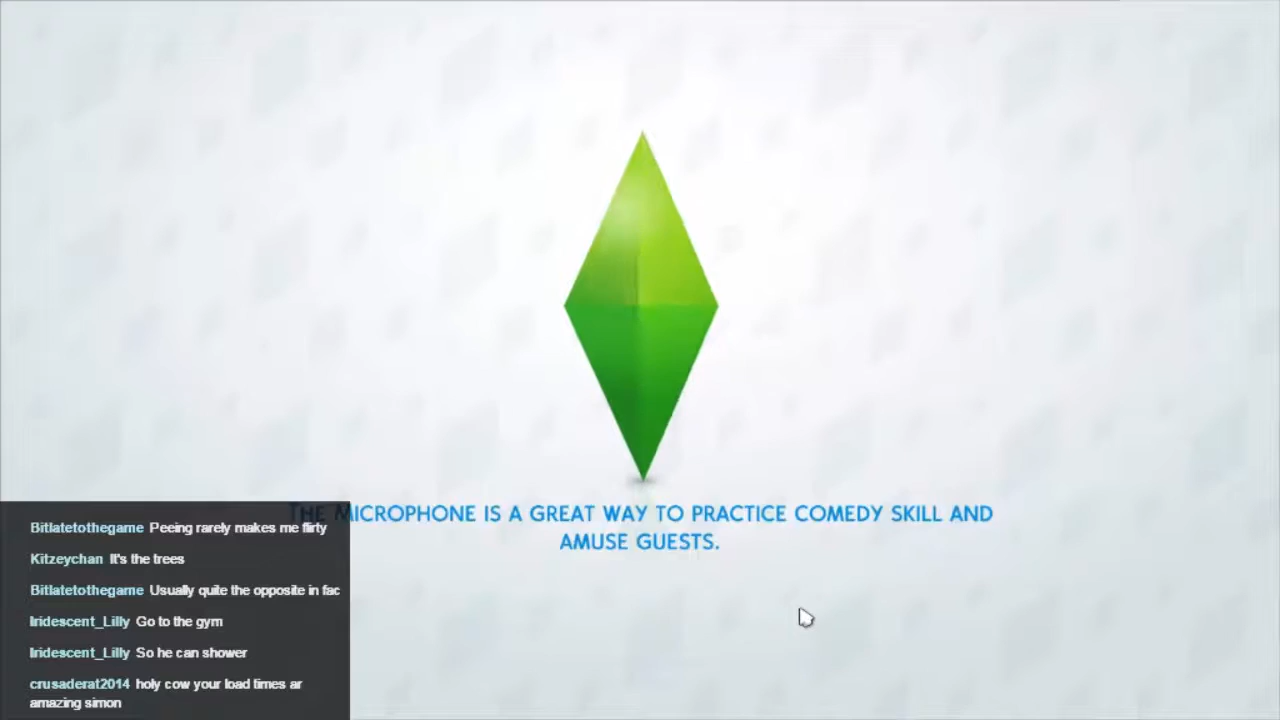 THE MICROPHONE IS A GREAT WAY TO PRACTICE COMEDY SKILL AND
AMUSE GUESTS.
Bitlatetothegame Peeing rarely makes me flirty
Kitzeychan It's the trees
Bitlatetothegame Usually quite the opposite in fac
Iridescent_Lilly Go to the gym
Iridescent_Lilly So he can shower
crusaderat2014 holy cow your load times ar
amazing simon